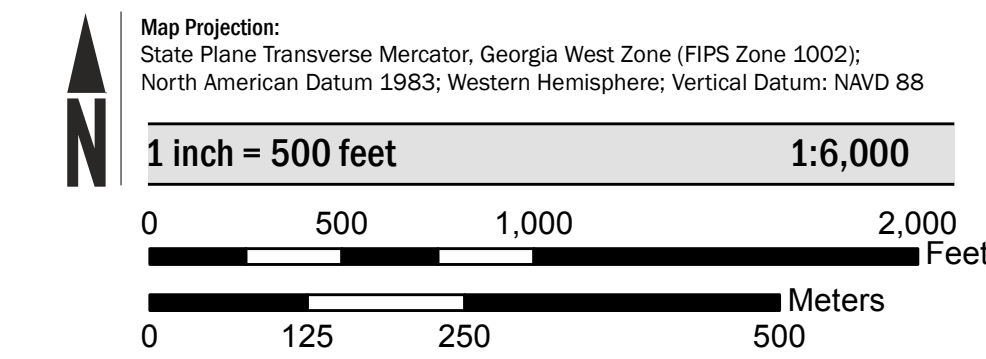 Map Projection:
State Plane Transverse Mercator, Georgia West Zone (FIPS Zone 1002);
North American Datum 1983; Western Hemisphere; Vertical Datum: NAVD 88
N
1 inch = 500 feet 1:6,000
0 500 1,000 2,000
Feet
Meters
0 125 250 500